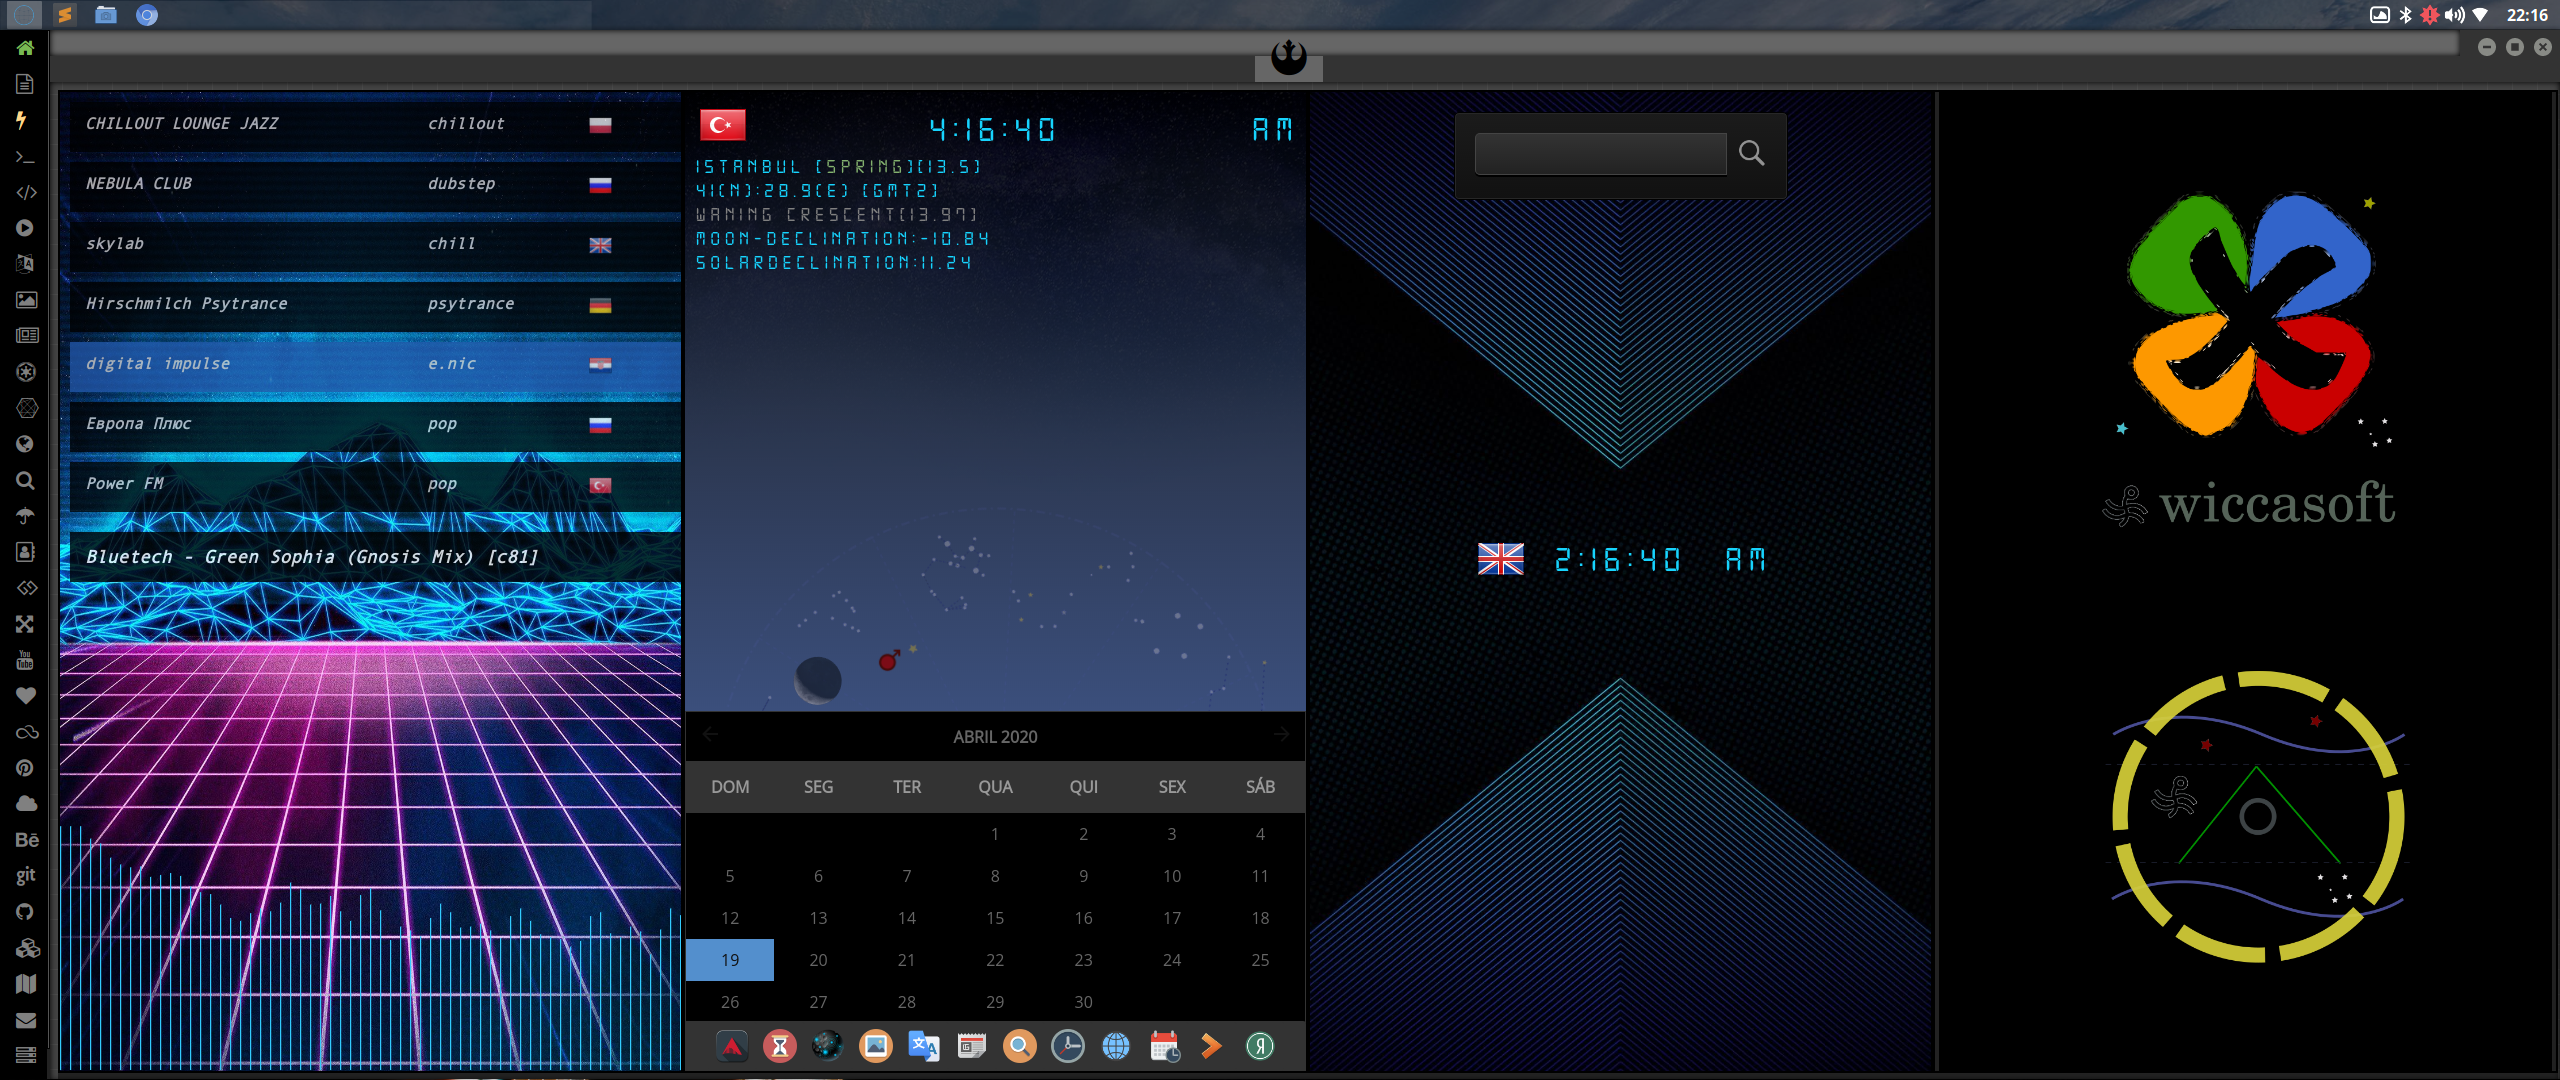 22:16
CHILLOUT LOUNGE JAZZ chillout
NEBULA CLUB dubstep
skylab chill
Hirschmilch Psytrance psytrance
digital impulse e.nic
Европа Плюс pop
Power FM pop
Bluetech - Green Sophia (Gnosis Mix) [c81]
You
Tube
Bē
git
4:16:40 AM
ISTANBUL [SPRING][13.5]
41(N):28.9(E) [GMT2]
WANING CRESCENT[13.97]
MOON-DECLINATION:-10.84
SOLARDECLINATION:11.24
ABRIL 2020
DOM SEG TER QUA QUI SEX SÁB
1 2 3 4
5 6 7 8 9 10 11
12 13 14 15 16 17 18
19 20 21 22 23 24 25
26 27 28 29 30
文 A
Я
2:16:40 AM
wiccasoft